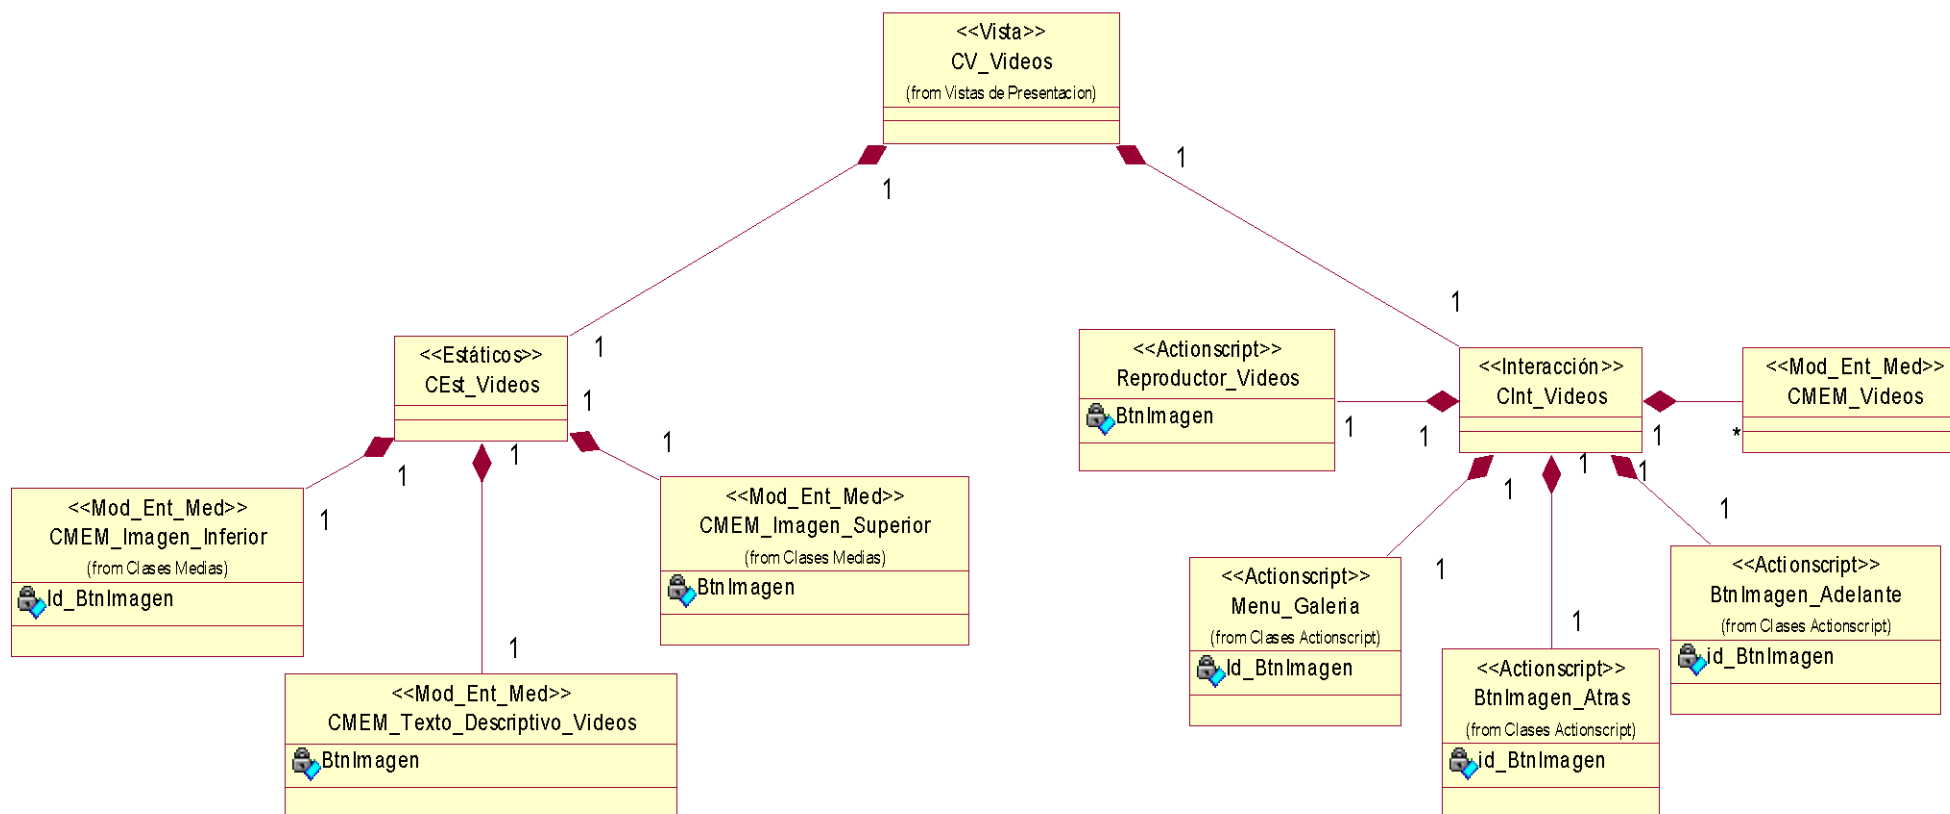 <<Vista>>
CV_Videos
(from Vistas de Presentacion)
1
1
1
1
<<Estáticos>>
CEst_Videos
1
1
1
1
1
1
<<Mod_Ent_Med>>
CMEM_Imagen_Inferior
(from Clases Medias)
Id_BtnImagen
<<Mod_Ent_Med>>
CMEM_Imagen_Superior
(from Clases Medias)
BtnImagen
<<Mod_Ent_Med>>
CMEM_Texto_Descriptivo_Videos
BtnImagen
<<Actionscript>>
Reproductor_Videos
BtnImagen
1
1
<<Interacción>>
CInt_Videos
1
*
<<Mod_Ent_Med>>
CMEM_Videos
1
1
1
1
1
1
<<Actionscript>>
Menu_Galeria
(from Clases Actionscript)
Id_BtnImagen
<<Actionscript>>
BtnImagen_Atras
(from Clases Actionscript)
id_BtnImagen
<<Actionscript>>
BtnImagen_Adelante
(from Clases Actionscript)
id_BtnImagen